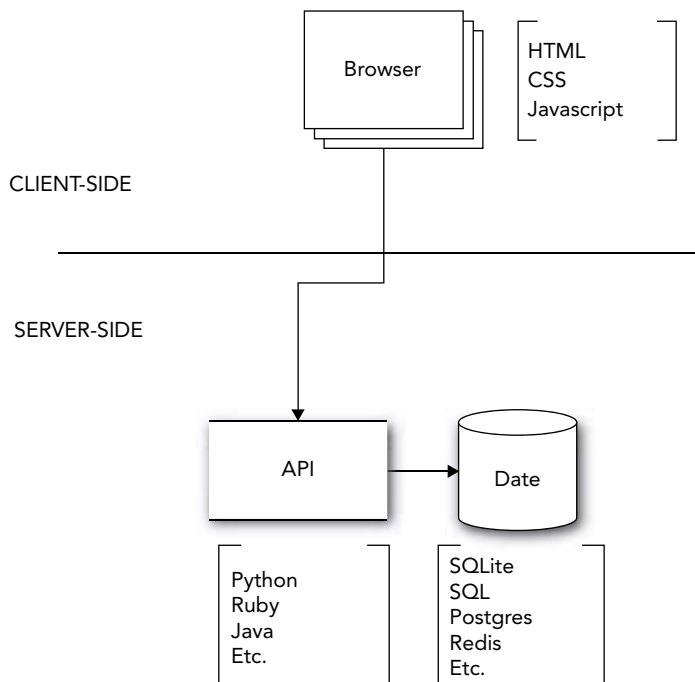 Browser
HTML
CSS
Javascript
CLIENT-SIDE
SERVER-SIDE
API
Date
Python
Ruby
Java
Etc.
SQLite
SQL
Postgres
Redis
Etc.